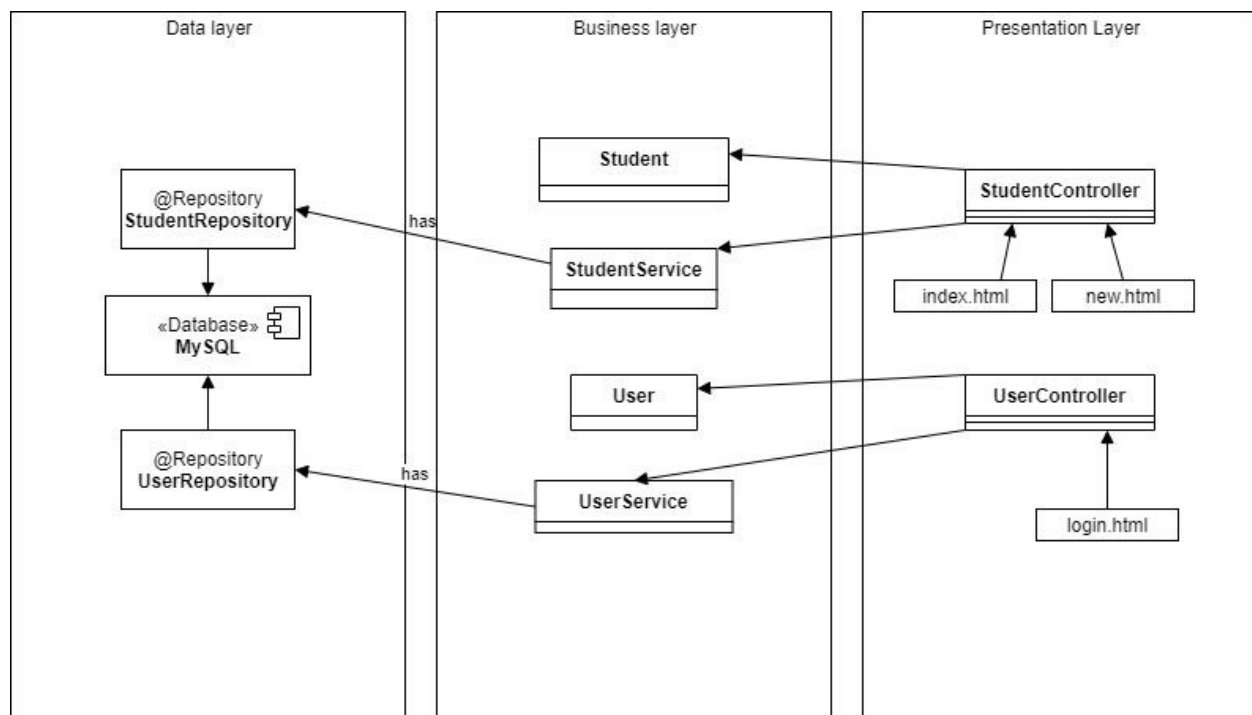 Data layer
Business layer
Presentation Layer
@Repository
StudentRepository
has
«Database»
MySQL
@Repository
UserRepository
has
Student
StudentService
User
UserService
StudentController
index.html
new.html
UserController
login.html